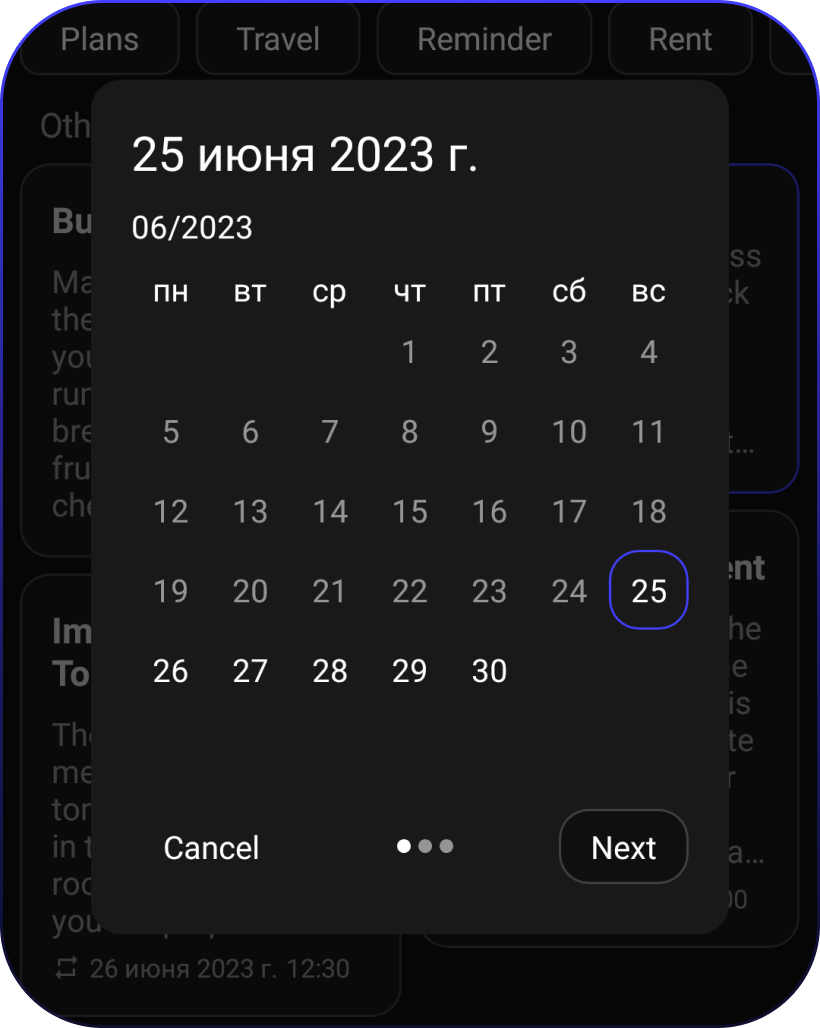 Plans Travel Reminder Rent
25 июня 2023 г.
06/2023
пн вт ср чт пт сб вс
1 2 3 4
5 6 7 8 9 10 11
12 13 14 15 16 17 18
19 20 21 22 23 24 25
26 27 28 29 30
Cancel Next
26 июня 2023 г. 12:30